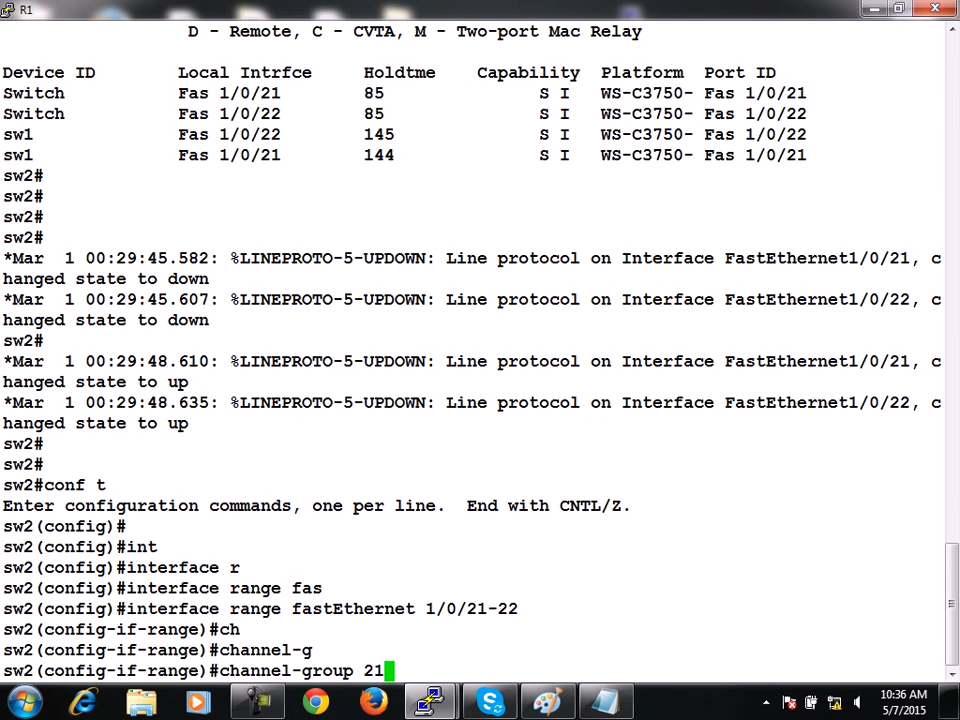 R1
D - Remote, C - CVTA, M - Two-port Mac Relay
Device ID Local Intrfce Holdtme Capability Platform Port ID
Switch Fas 1/0/21 85 S I WS-C3750- Fas 1/0/21
Switch Fas 1/0/22 85 S I WS-C3750- Fas 1/0/22
sw1 Fas 1/0/22 145 S I WS-C3750- Fas 1/0/22
sw1 Fas 1/0/21 144 S I WS-C3750- Fas 1/0/21
sw2#
sw2#
sw2#
sw2#
*Mar 1 00:29:45.582: %LINEPROTO-5-UPDOWN: Line protocol on Interface FastEthernet1/0/21, c
hanged state to down
*Mar 1 00:29:45.607: %LINEPROTO-5-UPDOWN: Line protocol on Interface FastEthernet1/0/22, c
hanged state to down
sw2#
*Mar 1 00:29:48.610: %LINEPROTO-5-UPDOWN: Line protocol on Interface FastEthernet1/0/21, c
hanged state to up
*Mar 1 00:29:48.635: %LINEPROTO-5-UPDOWN: Line protocol on Interface FastEthernet1/0/22, c
hanged state to up
sw2#
sw2#
sw2#conf t
Enter configuration commands, one per line. End with CNTL/Z.
sw2(config)#
sw2(config)#int
sw2(config)#interface r
sw2(config)#interface range fas
sw2(config)#interface range fastEthernet 1/0/21-22
sw2(config-if-range)#ch
sw2(config-if-range)#channel-g
sw2(config-if-range)#channel-group 21
10:36 AM
5/7/2015